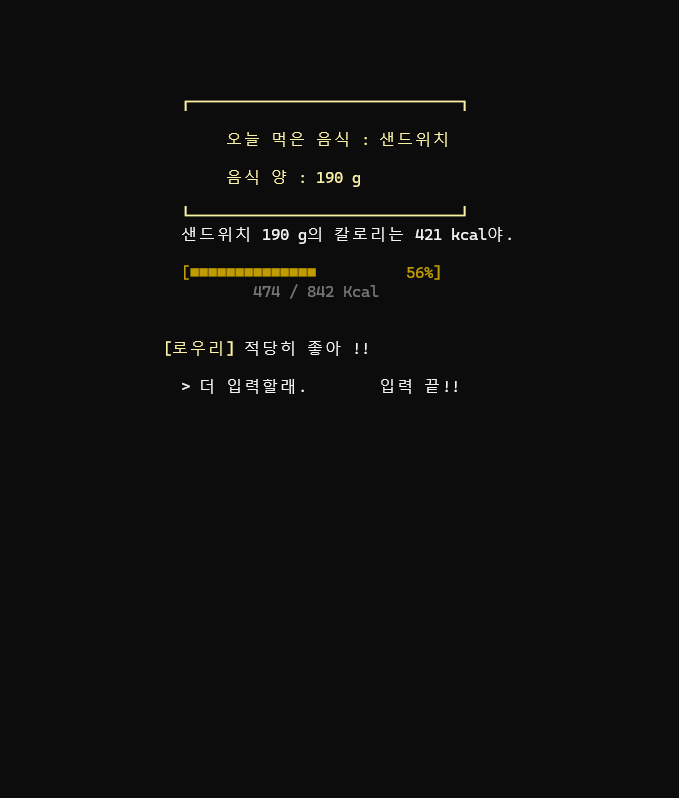 오늘 먹은 음식 : 샌드위치
음식 양 : 190 g
샌드위치 190 g의 칼로리는 421 kcal야.
[■■■■■■■■■■■■■■ 56%]
474 / 842 Kcal
[로우리] 적당히 좋아 !!
> 더 입력할래. 입력 끝!!